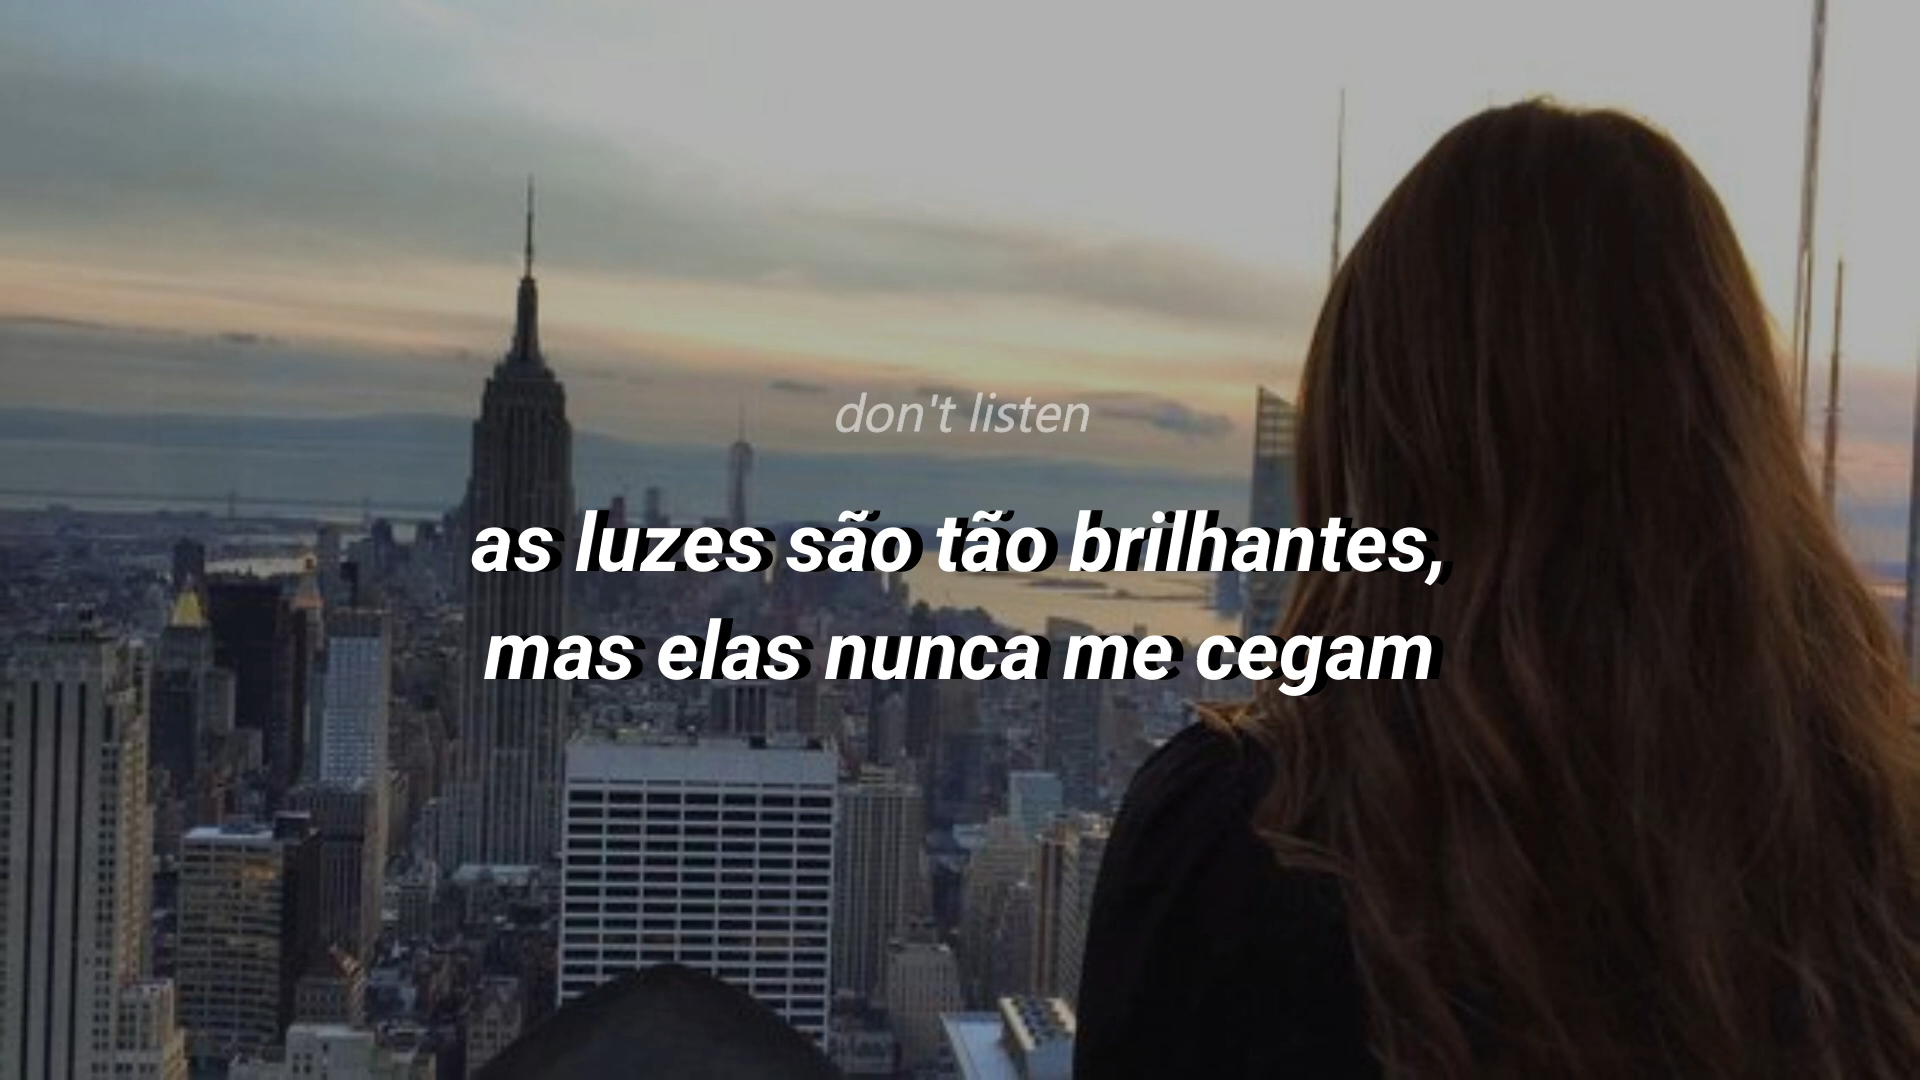 don't listen
as luzes são tão brilhantes,
mas elas nunca me cegam